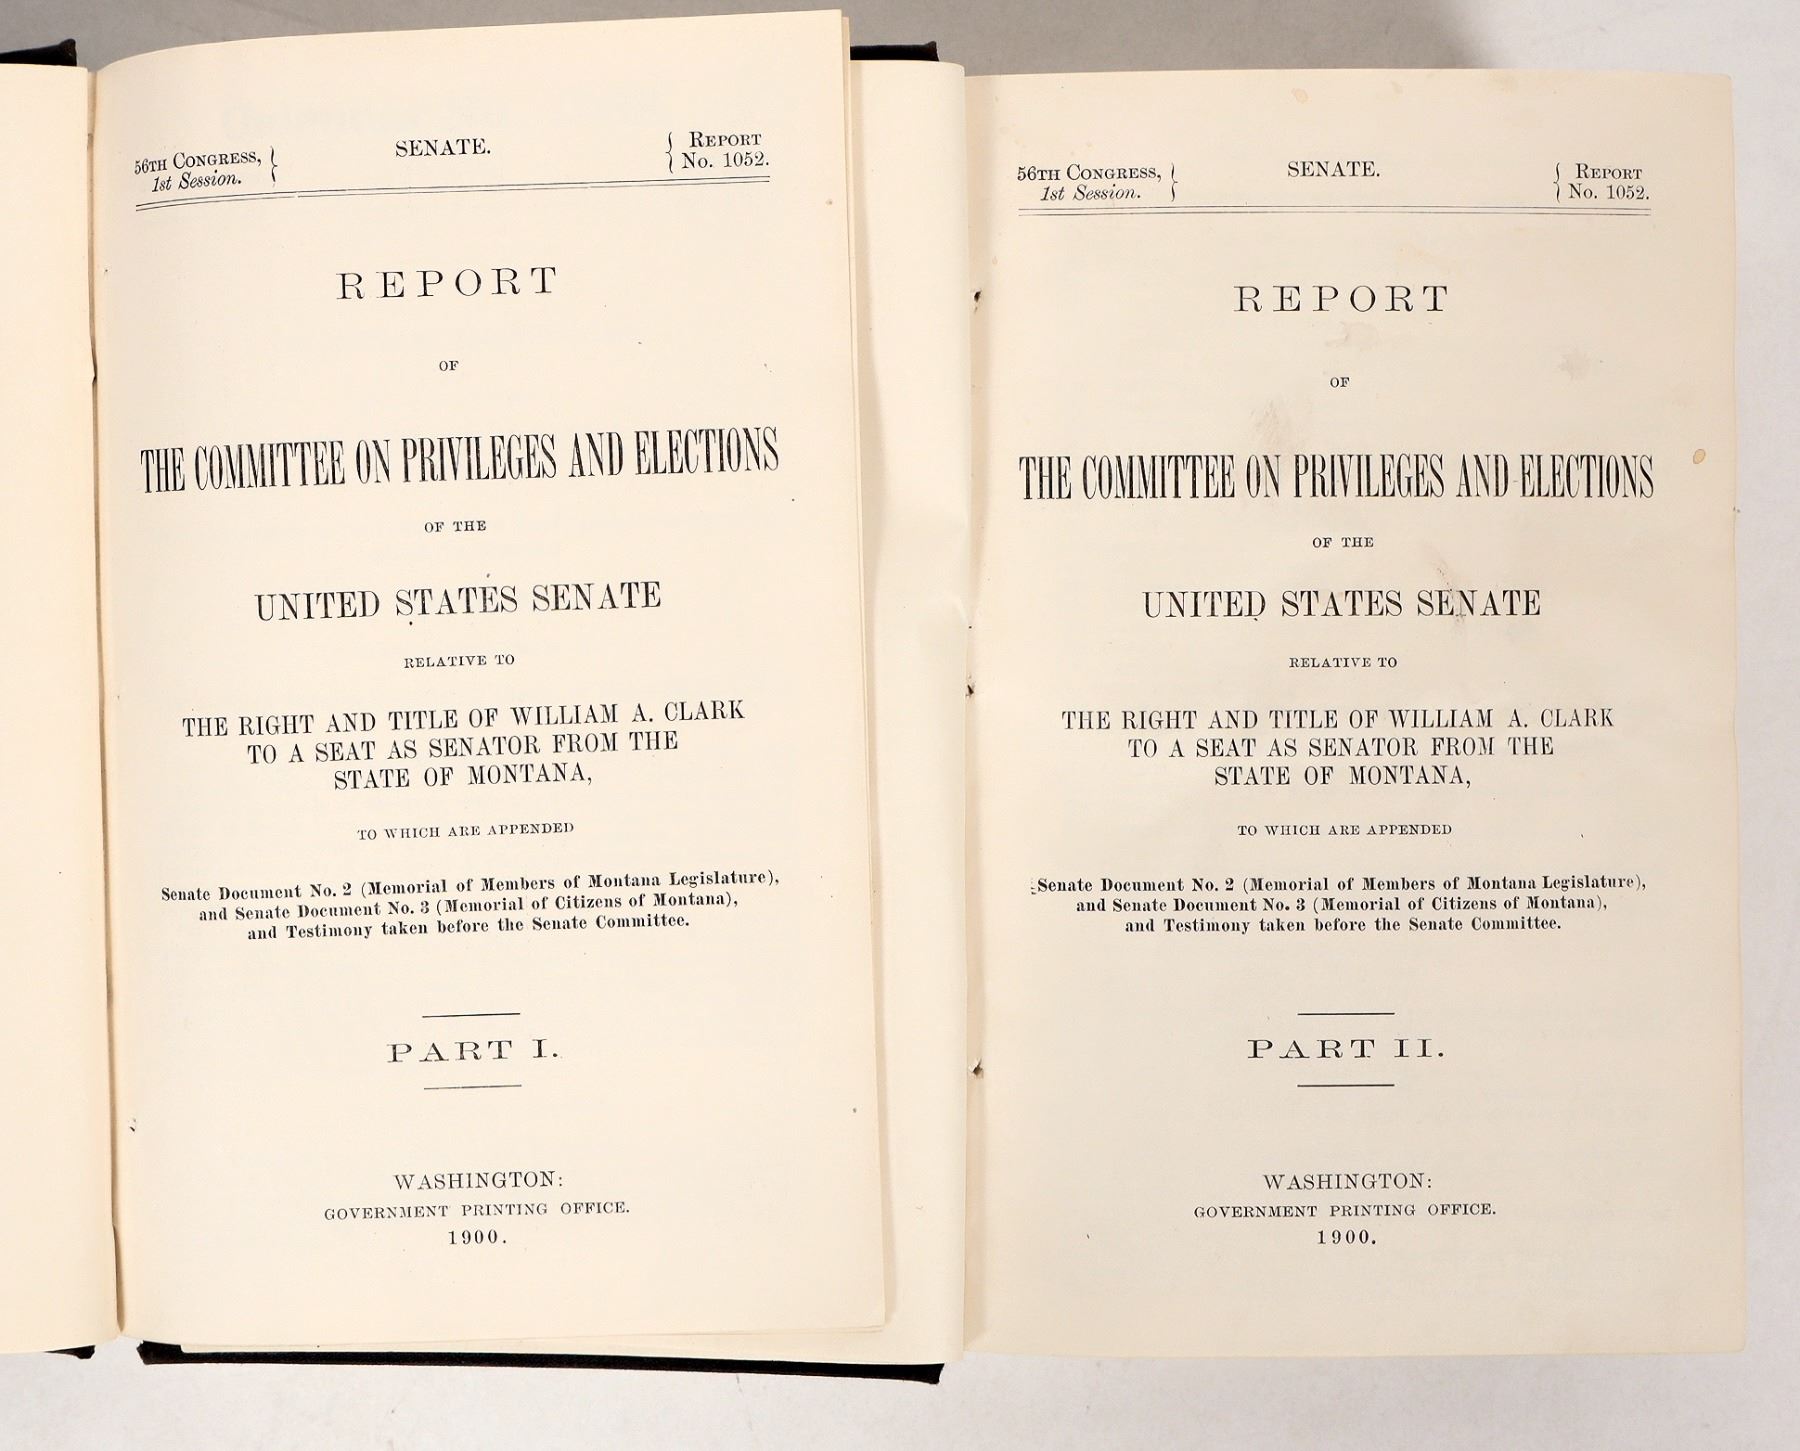 56TH CONGRESS,
1st Session.
SENATE.
REPORT
No. 1052.
REPORT
OF
THE COMMITTEE ON PRIVILEGES AND ELECTIONS
OF THE
UNITED STATES SENATE
RELATIVE TO
THE RIGHT AND TITLE OF WILLIAM A. CLARK
TO A SEAT AS SENATOR FROM THE
STATE OF MONTANA,
TO WHICH ARE APPENDED
Senate Document No. 2 (Memorial of Members of Montana Legislature),
and Senate Document No. 3 (Memorial of Citizens of Montana),
and Testimony taken before the Senate Committee.
PART I.
WASHINGTON:
GOVERNMENT PRINTING OFFICE.
1900.
56TH CONGRESS,
1st Session.
SENATE.
REPORT
No. 1052.
REPORT
OF
THE COMMITTEE ON PRIVILEGES AND ELECTIONS
OF THE
UNITED STATES SENATE
RELATIVE TO
THE RIGHT AND TITLE OF WILLIAM A. CLARK
TO A SEAT AS SENATOR FROM THE
STATE OF MONTANA,
TO WHICH ARE APPENDED
Senate Document No. 2 (Memorial of Members of Montana Legislature),
and Senate Document No. 3 (Memorial of Citizens of Montana),
and Testimony taken before the Senate Committee.
PART II.
WASHINGTON:
GOVERNMENT PRINTING OFFICE.
1900.